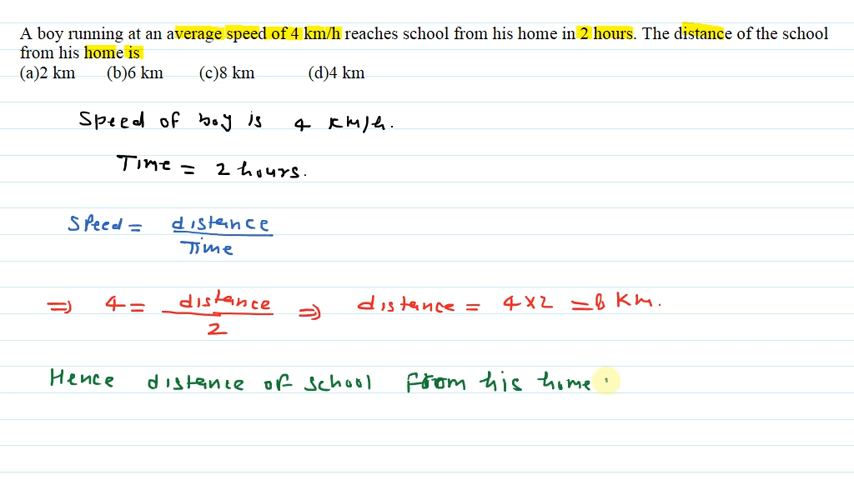 A boy running at an average speed of 4 km/h reaches school from his home in 2 hours. The distance of the school
from his home is
(a)2 km (b)6 km (c)8 km (d)4 km
Speed of boy is 4 KM/h.
Time = 2 hours.
Speed = distance
Time
⇒ 4 = distance ⇒ distance = 4 × 2 = 8 KM.
2
Hence distance of school from his home